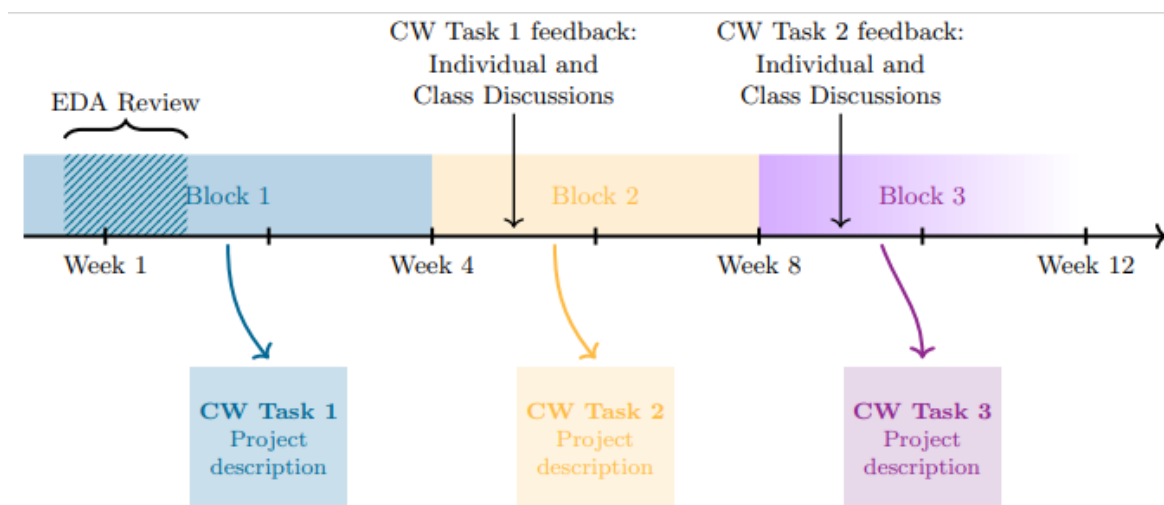 CW Task 1 feedback:
Individual and
Class Discussions
CW Task 2 feedback:
Individual and
Class Discussions
EDA Review
Block 1
Block 2
Block 3
Week 1
Week 4
Week 8
Week 12
CW Task 1
Project
description
CW Task 2
Project
description
CW Task 3
Project
description